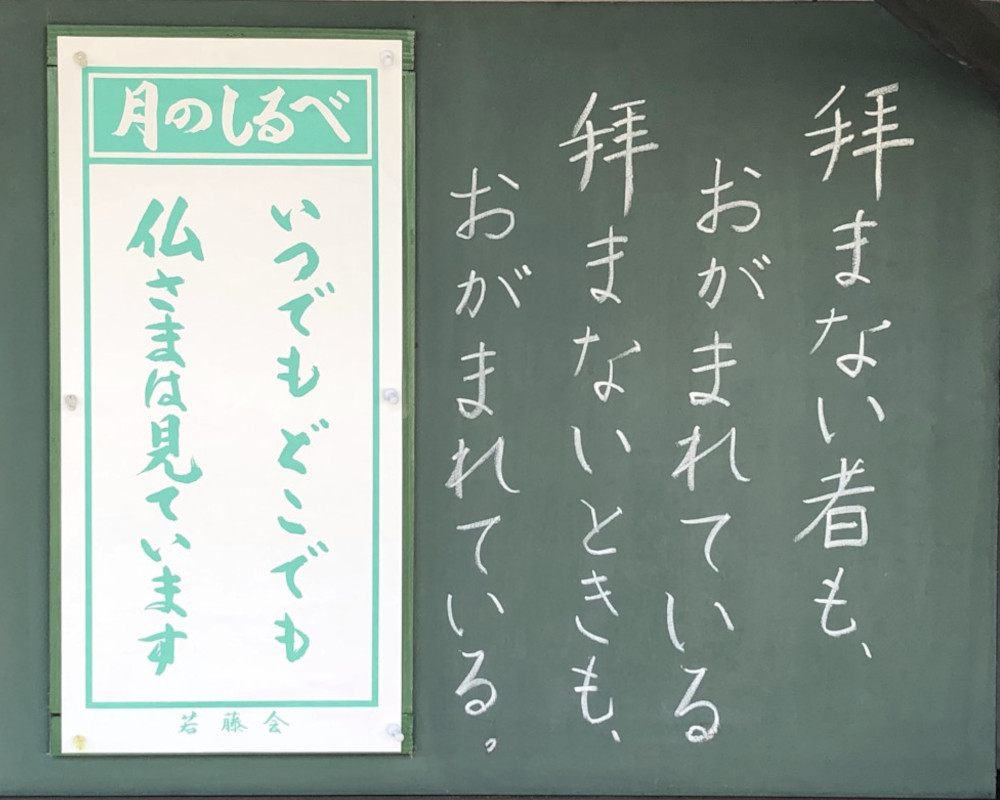 拝まない者も、
おがまれている
拝まないときも、
おがまれている。
月のしるべ
いつでもどこでも
仏さまは見ています
若藤会